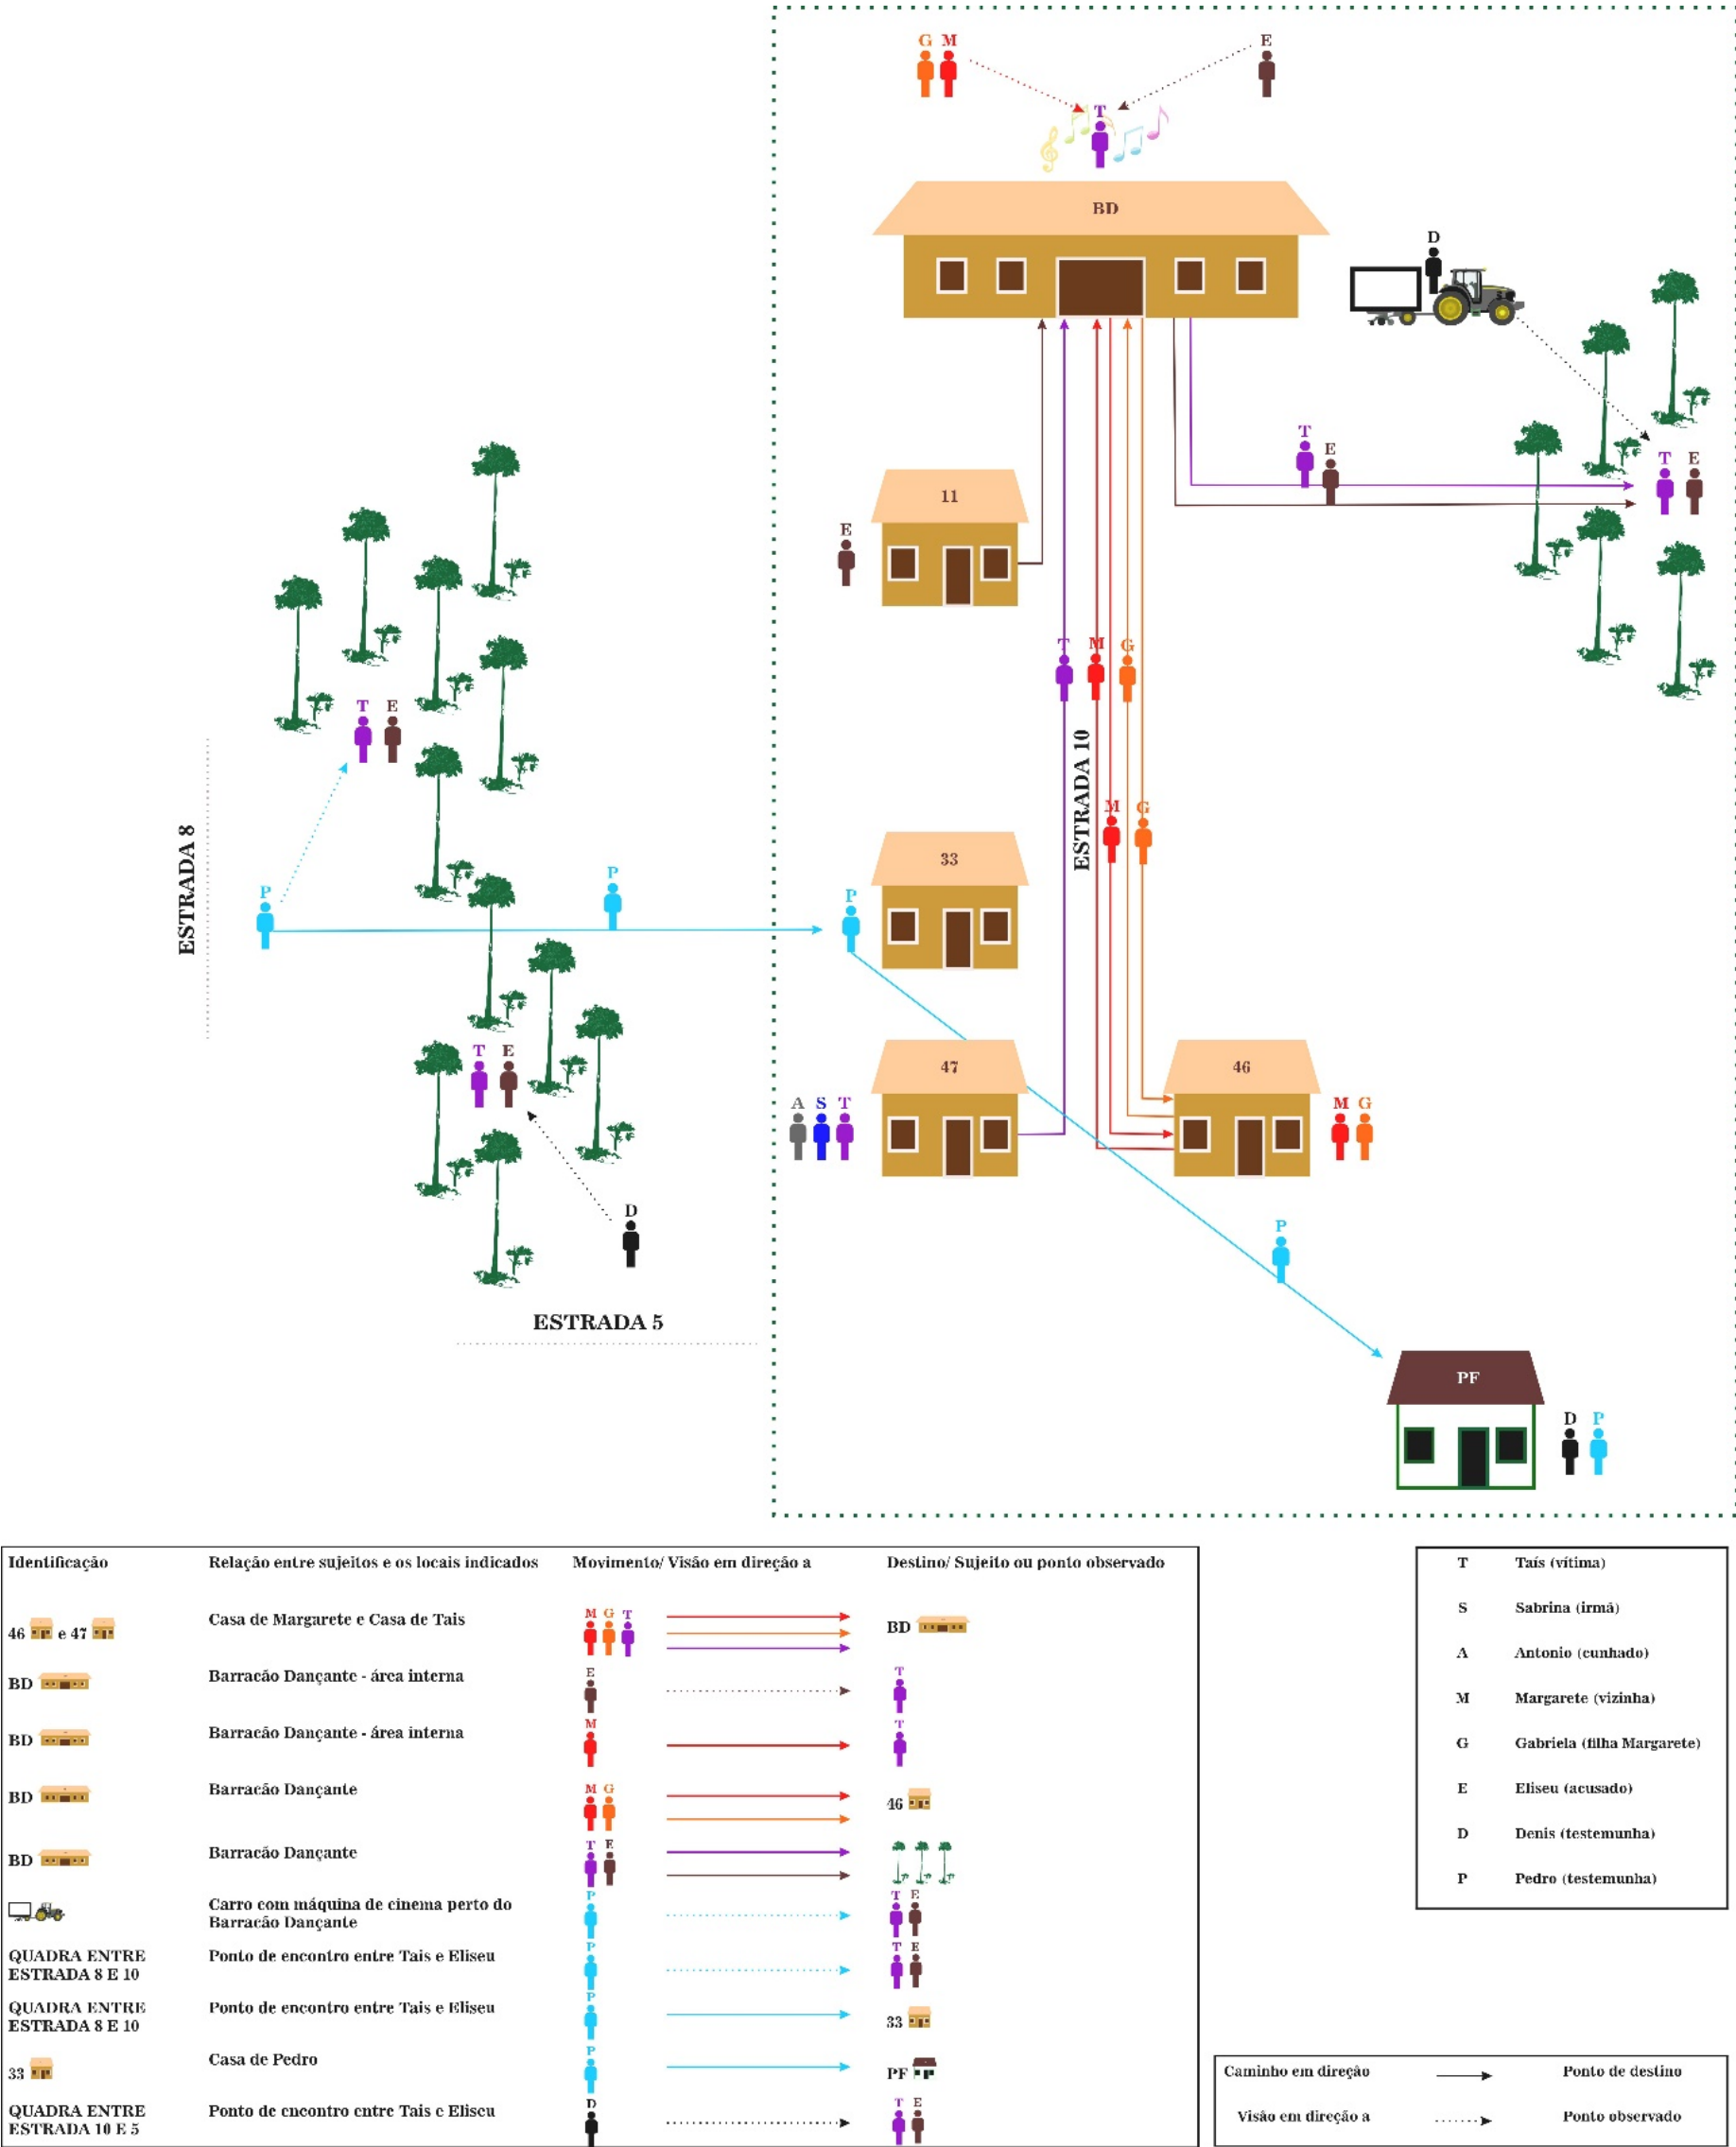 G M
E
T
BD
D
T
E
T E
11
E
T M G
T E
ESTRADA 10
M G
ESTRADA 8
33
P
P
P
47
46
T E
A S T
M G
D
P
ESTRADA 5
PF
D P
Identificação Relação entre sujeitos e os locais indicados Movimento/ Visão em direção a Destino/ Sujeito ou ponto observado
46 e 47 Casa de Margarete e Casa de Tais M G T BD
BD Barracão Dançante - área interna E T
BD Barracão Dançante - área interna M T
BD Barracão Dançante M G 46
BD Barracão Dançante T E
Carro com máquina de cinema perto do
Barracão Dançante P T E
QUADRA ENTRE
ESTRADA 8 E 10 Ponto de encontro entre Tais e Eliseu P T E
QUADRA ENTRE
ESTRADA 8 E 10 Ponto de encontro entre Tais e Eliseu P 33
33 Casa de Pedro P PF
QUADRA ENTRE
ESTRADA 10 E 5 Ponto de encontro entre Tais e Eliseu D T E
T Taís (vítima)
S Sabrina (irmã)
A Antonio (cunhado)
M Margarete (vizinha)
G Gabriela (filha Margarete)
E Eliseu (acusado)
D Denis (testemunha)
P Pedro (testemunha)
Caminho em direção Ponto de destino
Visão em direção a Ponto observado